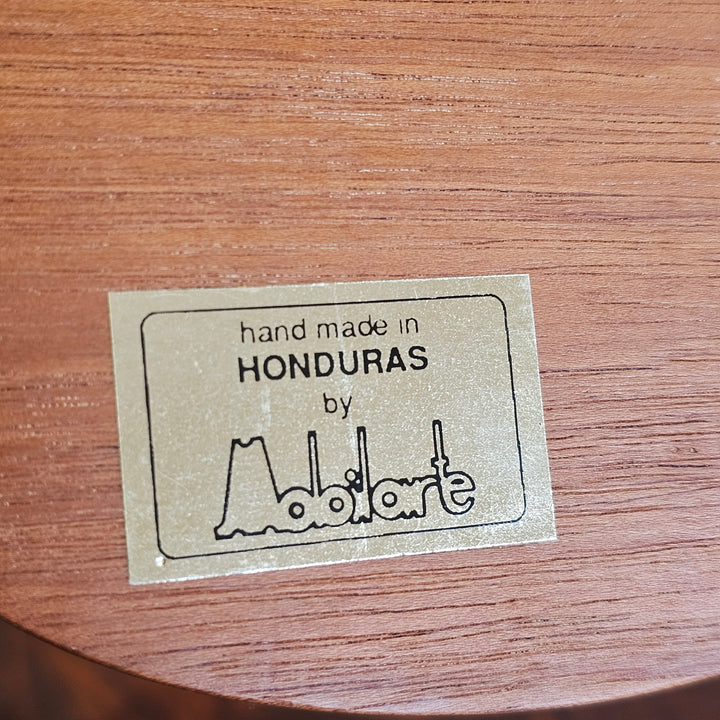 hand made in
HONDURAS
by
Mobilarte